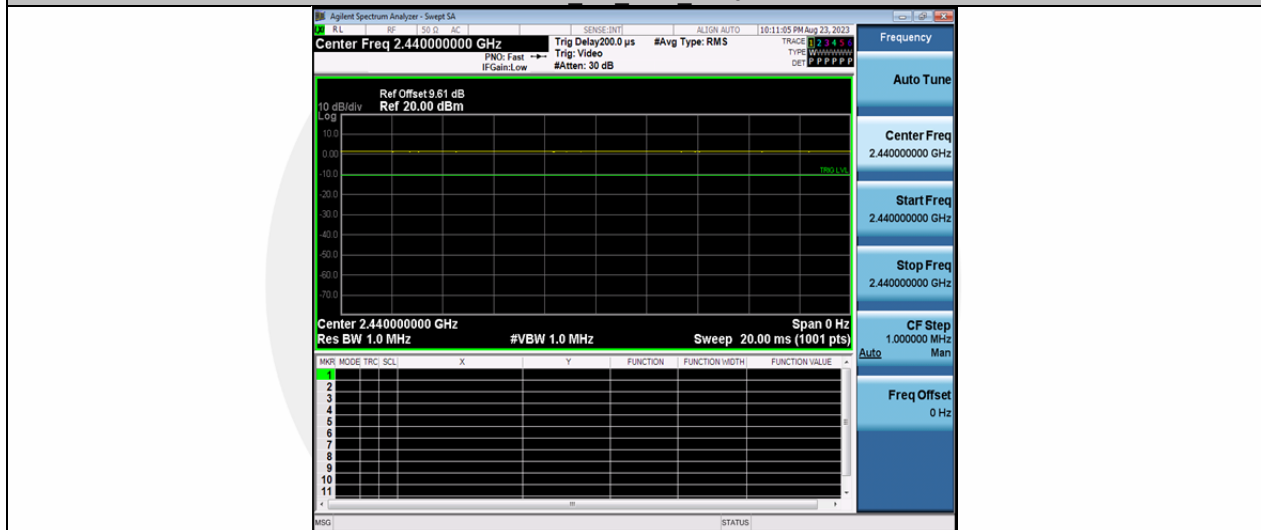 Agilent Spectrum Analyzer - Swept SA
RL RF 50 Ω AC SENSE:INT ALIGN AUTO 10:11:05 PM Aug 23, 2023
Center Freq 2.440000000 GHz
PNO: Fast
IFGain:Low
Trig Delay200.0 µs
Trig: Video
#Atten: 30 dB
#Avg Type: RMS
TRACE 1 2 3 4 5 6
TYPE WWWWWW
DET P P P P P P
Ref Offset 9.61 dB
10 dB/div Ref 20.00 dBm
Log
10.0
0.00
-10.0
TRIG LVL
-20.0
-30.0
-40.0
-50.0
-60.0
-70.0
Center 2.440000000 GHz Span 0 Hz
Res BW 1.0 MHz #VBW 1.0 MHz Sweep 20.00 ms (1001 pts)
MKR MODE TRC SCL X Y FUNCTION FUNCTION WIDTH FUNCTION VALUE
1
2
3
4
5
6
7
8
9
10
11
MSG STATUS
Frequency
Auto Tune
Center Freq
2.440000000 GHz
Start Freq
2.440000000 GHz
Stop Freq
2.440000000 GHz
CF Step
1.000000 MHz
Auto Man
Freq Offset
0 Hz